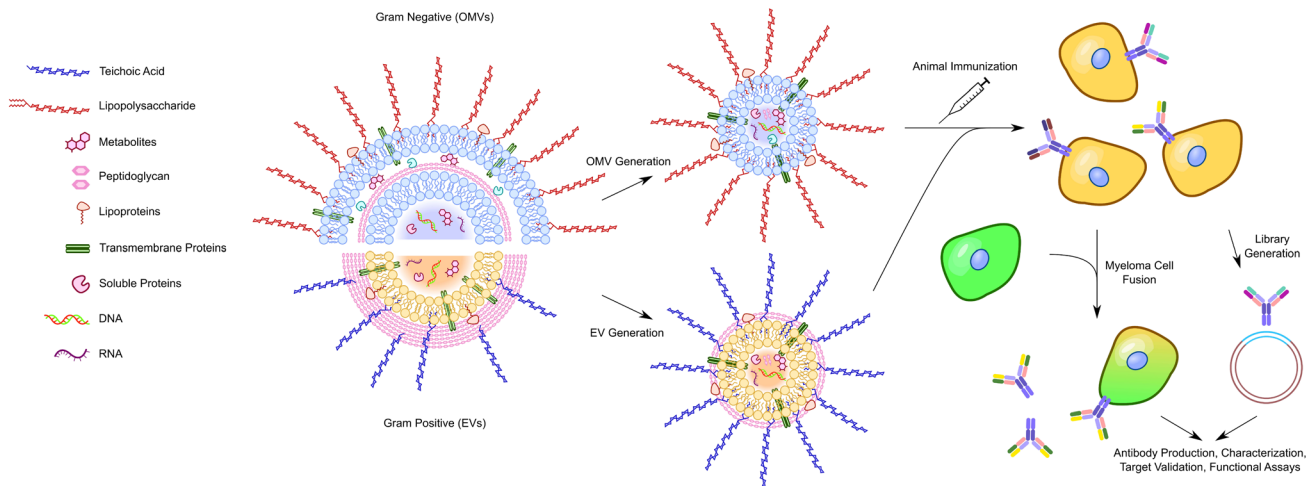 Gram Negative (OMVs)
Teichoic Acid
Lipopolysaccharide
Metabolites
Peptidoglycan
Lipoproteins
Transmembrane Proteins
Soluble Proteins
DNA
RNA
Gram Positive (EVs)
OMV Generation
EV Generation
Animal Immunization
Myeloma Cell
Fusion
Library
Generation
Antibody Production, Characterization,
Target Validation, Functional Assays